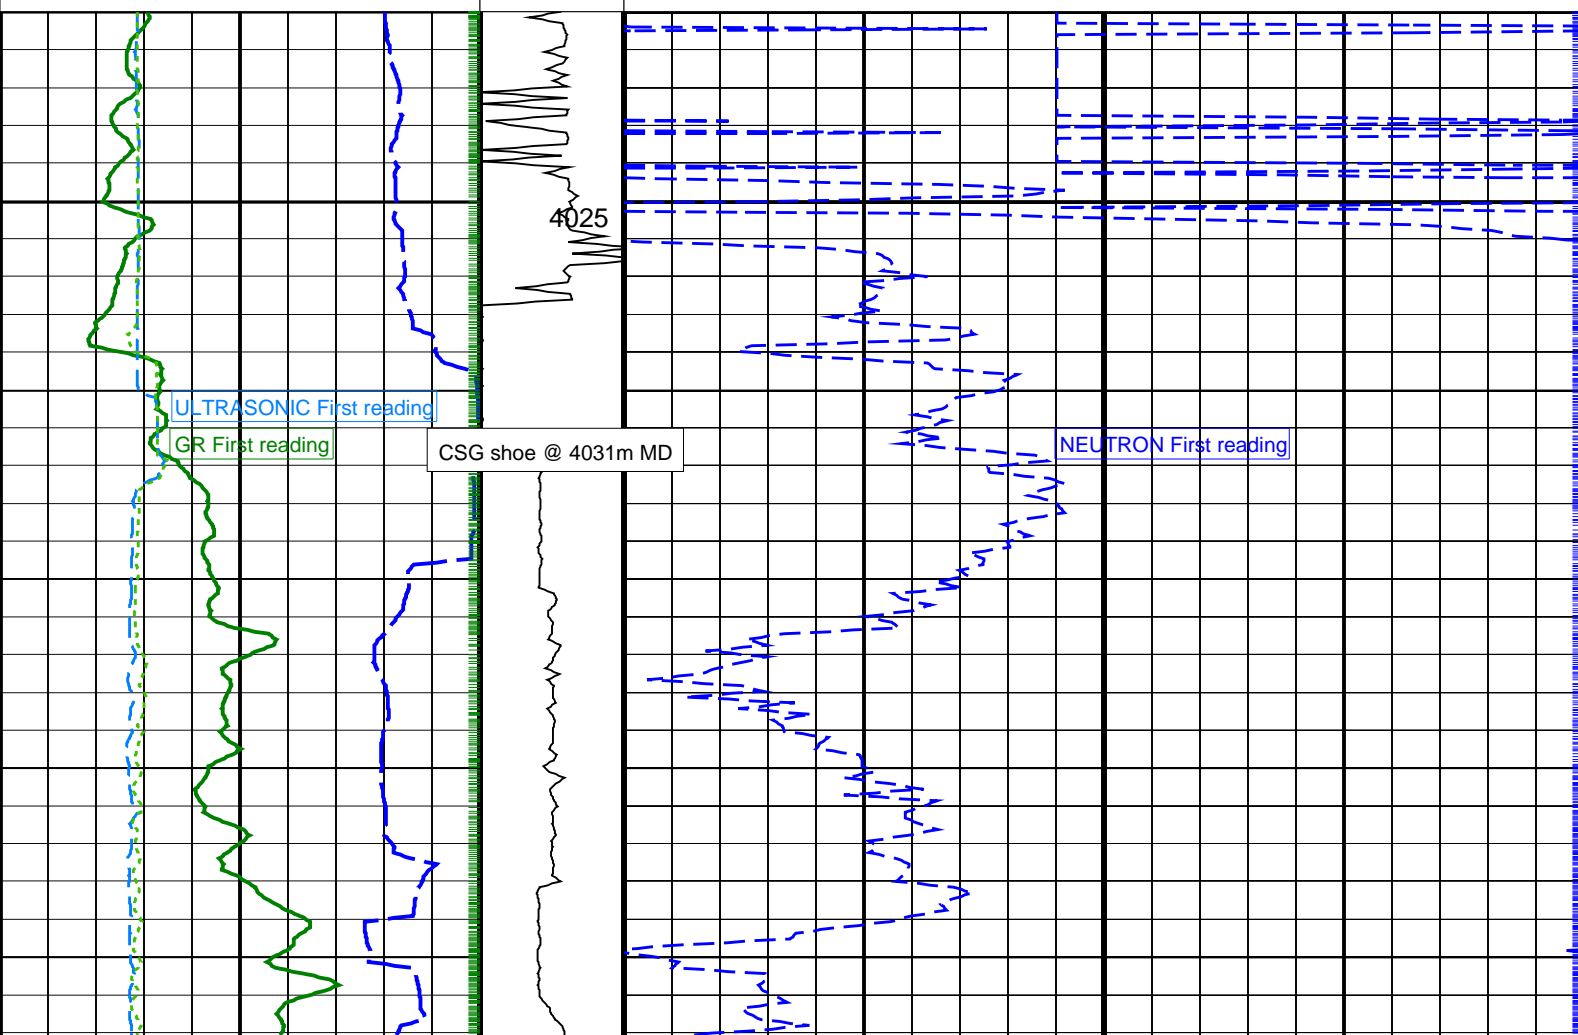 4025
ULTRASONIC First reading
GR First reading
CSG shoe @ 4031m MD
NEUTRON First reading